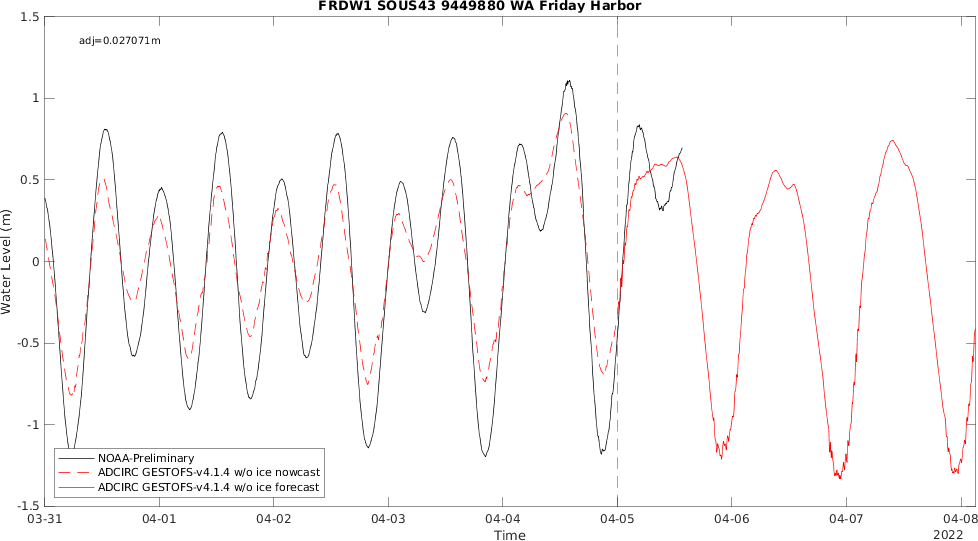 FRDW1 SOUS43 9449880 WA Friday Harbor
adj=0.027071m
Water Level (m)
1.5
1
0.5
0
-0.5
-1
-1.5
NOAA-Preliminary
ADCIRC GESTOFS-v4.1.4 w/o ice nowcast
ADCIRC GESTOFS-v4.1.4 w/o ice forecast
03-31 04-01 04-02 04-03 04-04 04-05 04-06 04-07 04-08
Time
2022